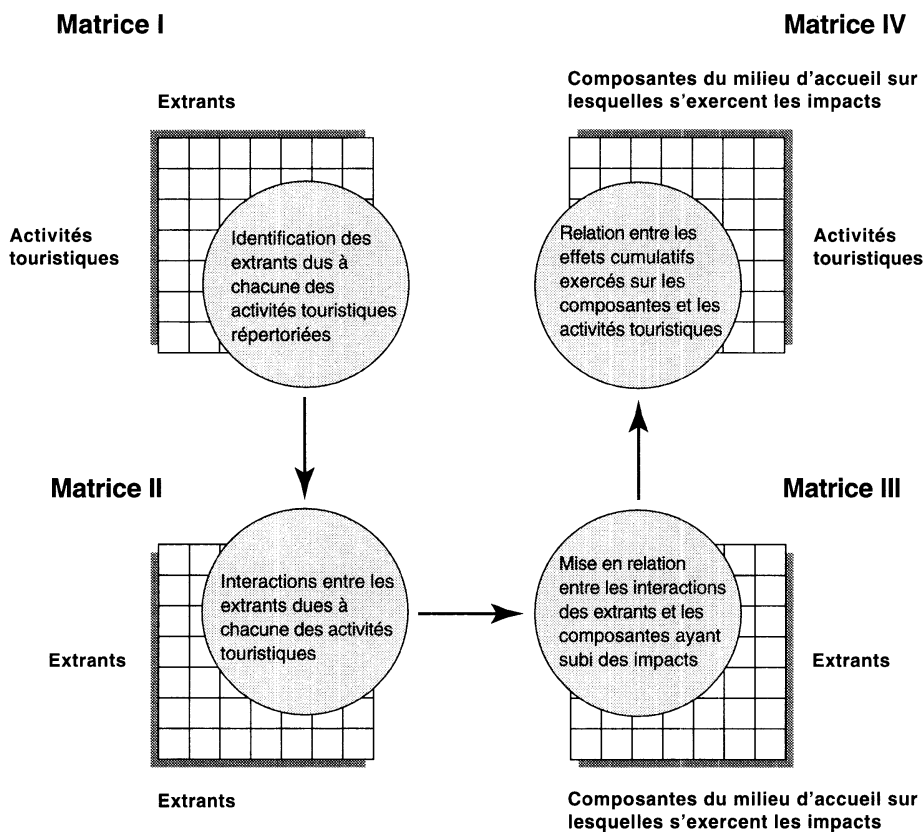 Matrice I
Extrants
Activités
touristiques
Identification des
extrants dus à
chacune des
activités touristiques
répertoriées
Matrice II
Extrants
Interactions entre les
extrants dues à
chacune des activités
touristiques
Extrants
Matrice III
Mise en relation
entre les interactions
des extrants et les
composantes ayant
subi des impacts
Extrants
Composantes du milieu d'accueil sur
lesquelles s'exercent les impacts
Matrice IV
Composantes du milieu d'accueil sur
lesquelles s'exercent les impacts
Relation entre les
effets cumulatifs
exercés sur les
composantes et les
activités touristiques
Activités
touristiques